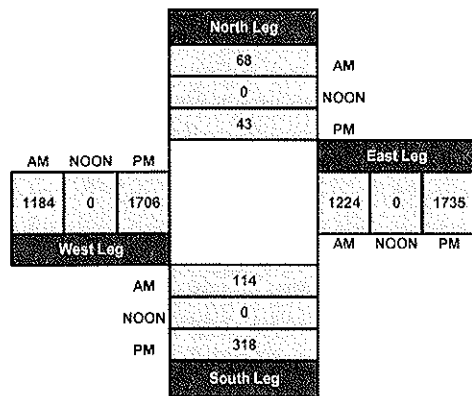 North Leg
68 AM
0 NOON
43 PM
AM NOON PM
East Leg
1184 0 1706
1224 0 1735
West Leg
AM NOON PM
AM 114
NOON 0
PM 318
South Leg